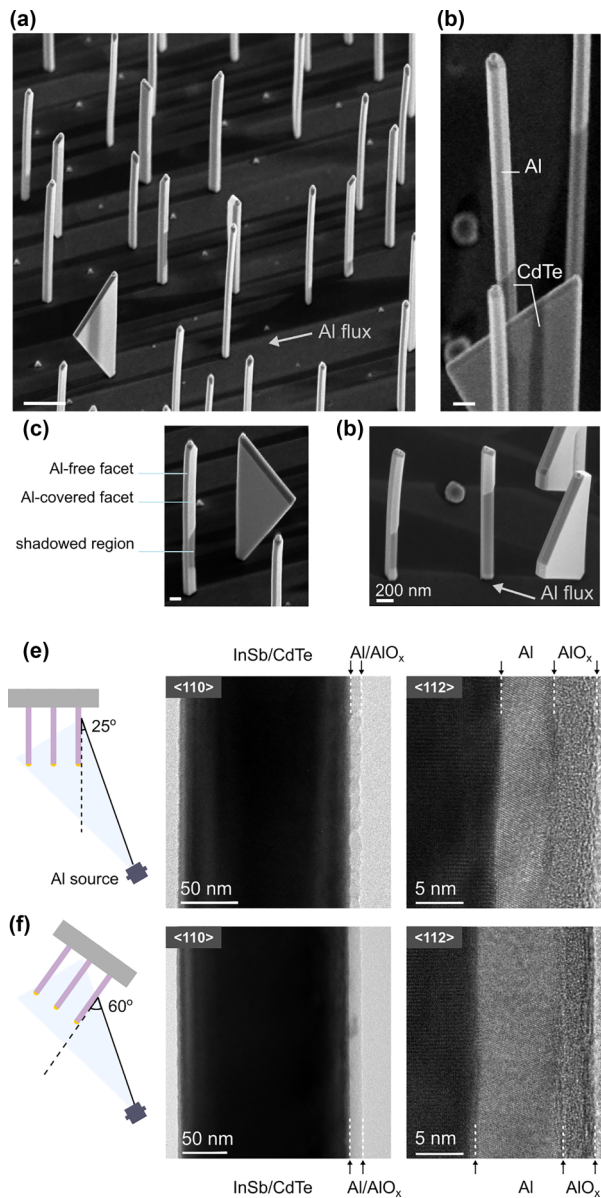 (a)
(b)
Al
CdTe
Al flux
(c)
(b)
Al-free facet
Al-covered facet
shadowed region
200 nm
Al flux
(e)
InSb/CdTe
Al/AlOₓ
Al
AlOₓ
<110>
<112>
25º
Al source
50 nm
5 nm
(f)
<110>
<112>
60º
50 nm
5 nm
InSb/CdTe
Al/AlOₓ
Al
AlOₓ